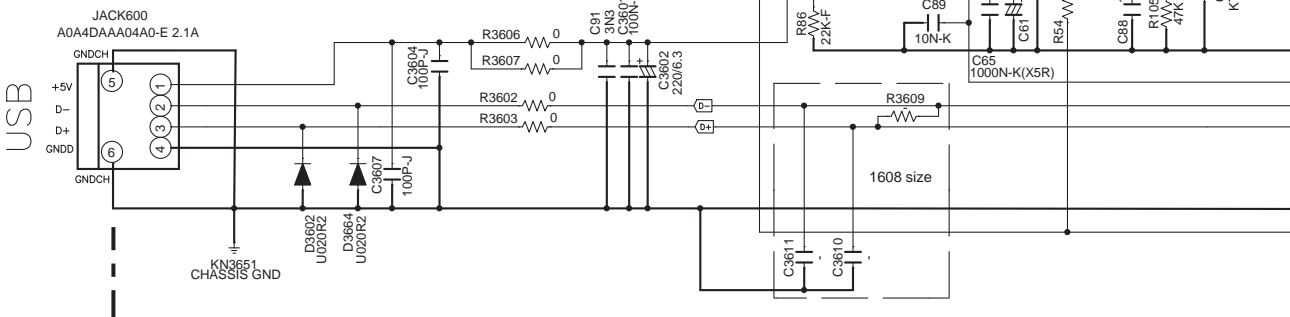 JACK600
A0A4DAAA04A0-E 2.1A
USB
GNDCH
+5V
D-
D+
GNDD
GNDCH
5
6
1
2
3
4
KN3651
CHASSIS GND
D3602
U020R2
D3664
U020R2
C3607
100P-J
C3604
100P-J
R3606
0
R3607
0
R3602
0
R3603
0
C91
3N3
100N-
+
C3602
220/6.3
D-
D+
R3609
1608 size
C3611
C3610
R86
22K-F
C89
10N-K
C65
1000N-K(X5R)
C61
R54
C88
R105
47K